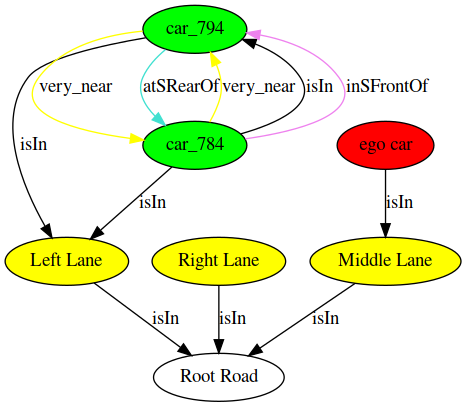 car_794
very_near
atSRearOf
very_near
isIn
inSFrontOf
isIn
car_784
ego car
isIn
isIn
Left Lane
Right Lane
Middle Lane
isIn
isIn
isIn
Root Road